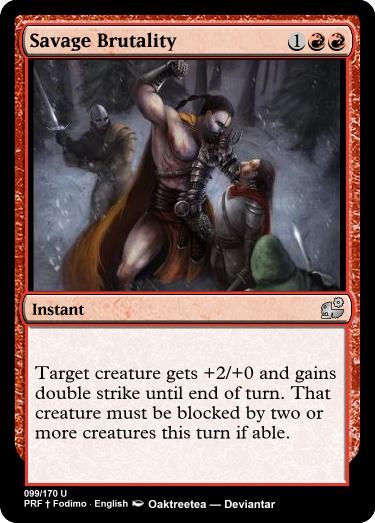 Savage Brutality 1
Instant
Target creature gets +2/+0 and gains
double strike until end of turn. That
creature must be blocked by two or
more creatures this turn if able.
099/170 U
PRF † Fodimo · English Oaktreetea — Deviantar